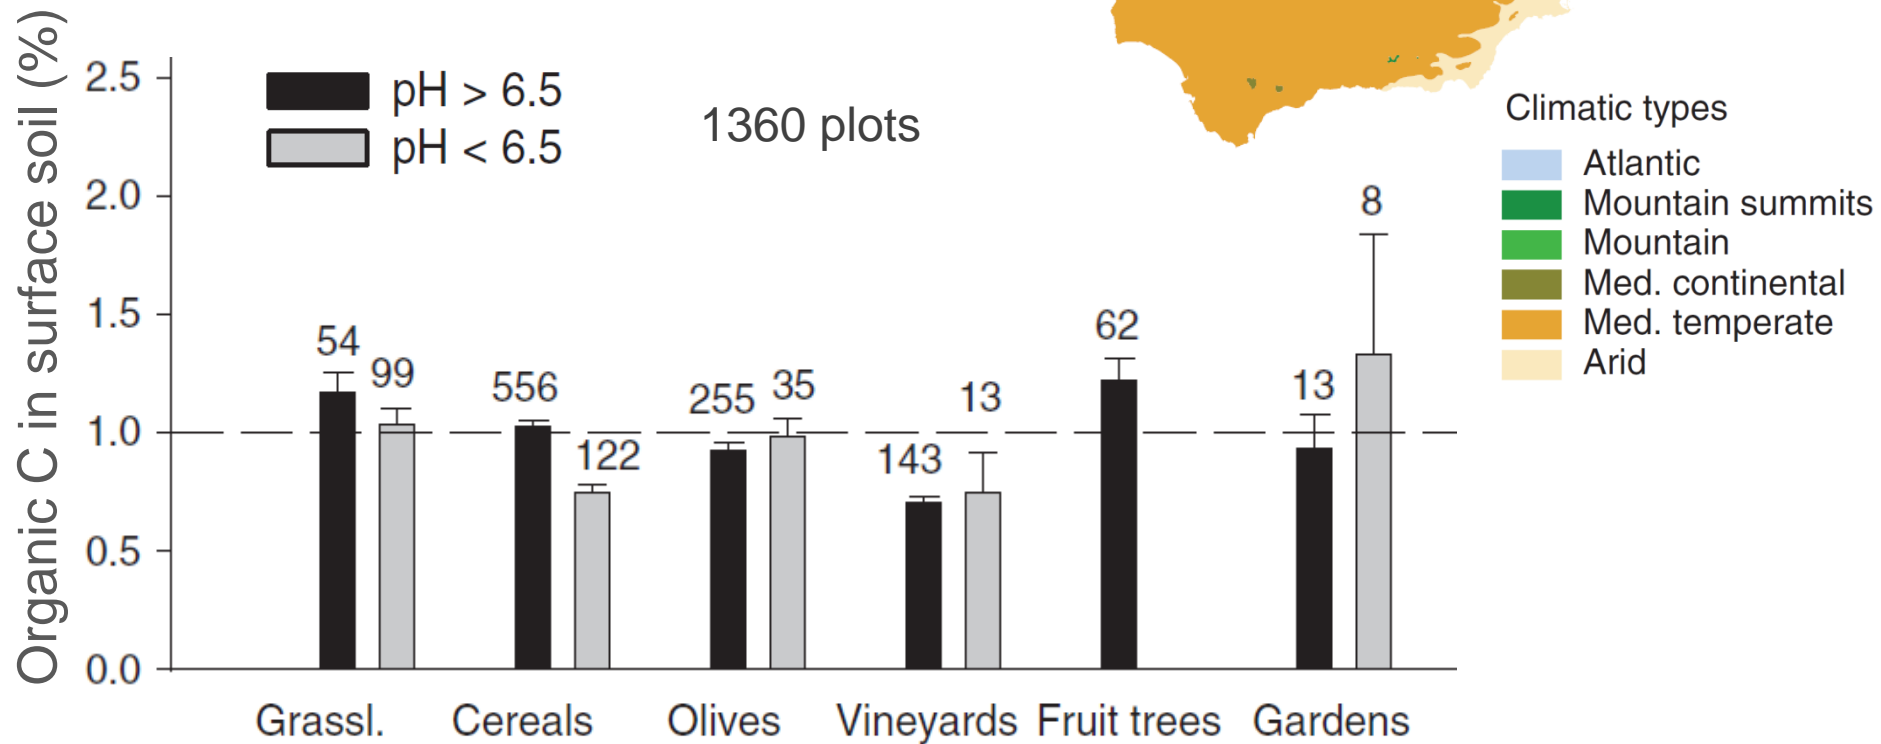 Organic C in surface soil (%)
2.5
2.0
1.5
1.0
0.5
0.0
pH > 6.5
pH < 6.5
1360 plots
54
99
556
122
255
35
143
13
62
13
8
Grassl.
Cereals
Olives
Vineyards
Fruit trees
Gardens
Climatic types
Atlantic
Mountain summits
Mountain
Med. continental
Med. temperate
Arid